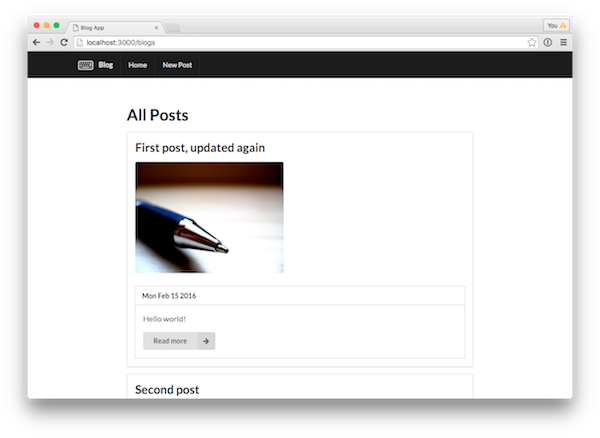 Blog App
You
localhost:3000/blogs
Blog Home New Post
All Posts
First post, updated again
Mon Feb 15 2016
Hello world!
Read more
Second post